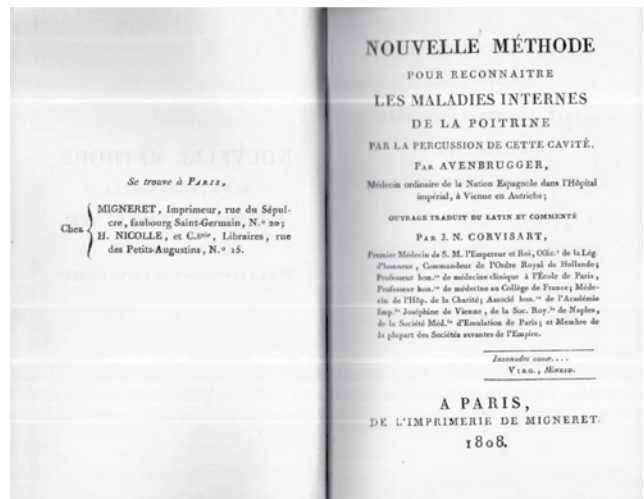 Se trouve à PARIS,
Chez
MIGNERET, Imprimeur, rue du Sépul-
cre, faubourg Saint-Germain, N.º 20;
H. NICOLLE, et C.gnie, Libraires, rue
des Petits-Augustins, N.º 15.
NOUVELLE MÉTHODE
POUR RECONNAITRE
LES MALADIES INTERNES
DE LA POITRINE
PAR LA PERCUSSION DE CETTE CAVITÉ,
PAR AVENBRUGGER,
Médecin ordinaire de la Nation Espagnole dans l'Hôpital
impérial, à Vienne en Autriche;
OUVRAGE TRADUIT DU LATIN ET COMMENTÉ
PAR J. N. CORVISART,
Premier Médecin de S. M. l'Empereur et Roi, Offic.r de la Lég.
d'honneur, Commandeur de l'Ordre Royal de Hollande;
Professeur hon.re de médecine clinique à l'École de Paris,
Professeur hon.re de médecine au Collège de France; Méde-
cin de l'Hôp. de la Charité; Associé hon.re de l'Académie
Imp.le Joséphine de Vienne, de la Soc. Roy.le de Naples,
de la Société Méd.le d'Émulation de Paris; et Membre de
la plupart des Sociétés savantes de l'Empire.
VIRG., Æneid.
A PARIS,
DE L'IMPRIMERIE DE MIGNERET.
1808.